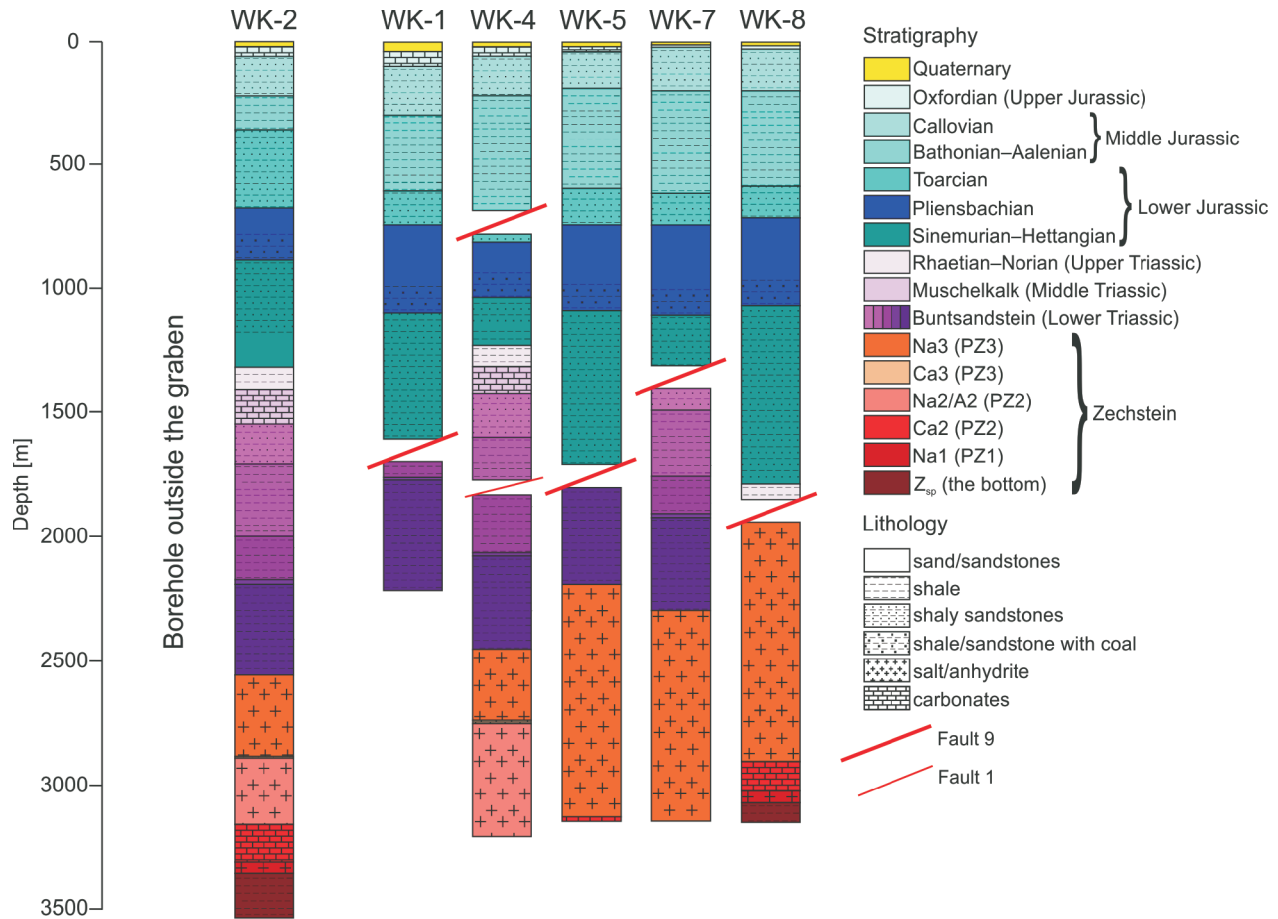 WK-2 WK-1 WK-4 WK-5 WK-7 WK-8
0
500
1000
1500
2000
2500
3000
3500
Depth [m]
Borehole outside the graben
Stratigraphy
Quaternary
Oxfordian (Upper Jurassic)
Callovian
Bathonian–Aalenian
Middle Jurassic
Toarcian
Pliensbachian
Sinemurian–Hettangian
Lower Jurassic
Rhaetian–Norian (Upper Triassic)
Muschelkalk (Middle Triassic)
Buntsandstein (Lower Triassic)
Na3 (PZ3)
Ca3 (PZ3)
Na2/A2 (PZ2)
Ca2 (PZ2)
Na1 (PZ1)
Zsp (the bottom)
Zechstein
Lithology
sand/sandstones
shale
shaly sandstones
shale/sandstone with coal
salt/anhydrite
carbonates
Fault 9
Fault 1